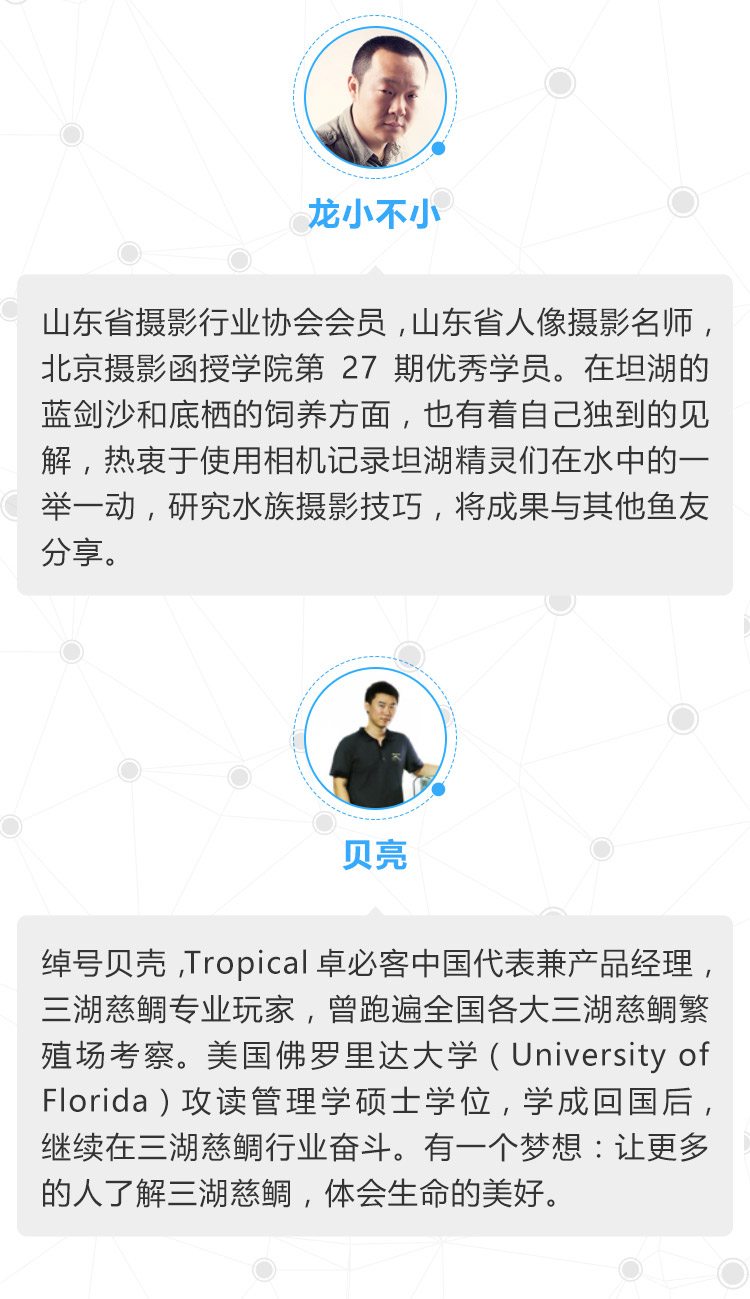 龙小不小
山东省摄影行业协会会员,山东省人像摄影名师,
北京摄影函授学院第 27 期优秀学员。在坦湖的
蓝剑沙和底栖的饲养方面,也有着自己独到的见
解,热衷于使用相机记录坦湖精灵们在水中的一
举一动,研究水族摄影技巧,将成果与其他鱼友
分享。
贝亮
绰号贝壳,Tropical 卓必客中国代表兼产品经理,
三湖慈鲷专业玩家,曾跑遍全国各大三湖慈鲷繁
殖场考察。美国佛罗里达大学(University of
Florida)攻读管理学硕士学位,学成回国后,
继续在三湖慈鲷行业奋斗。有一个梦想:让更多
的人了解三湖慈鲷,体会生命的美好。